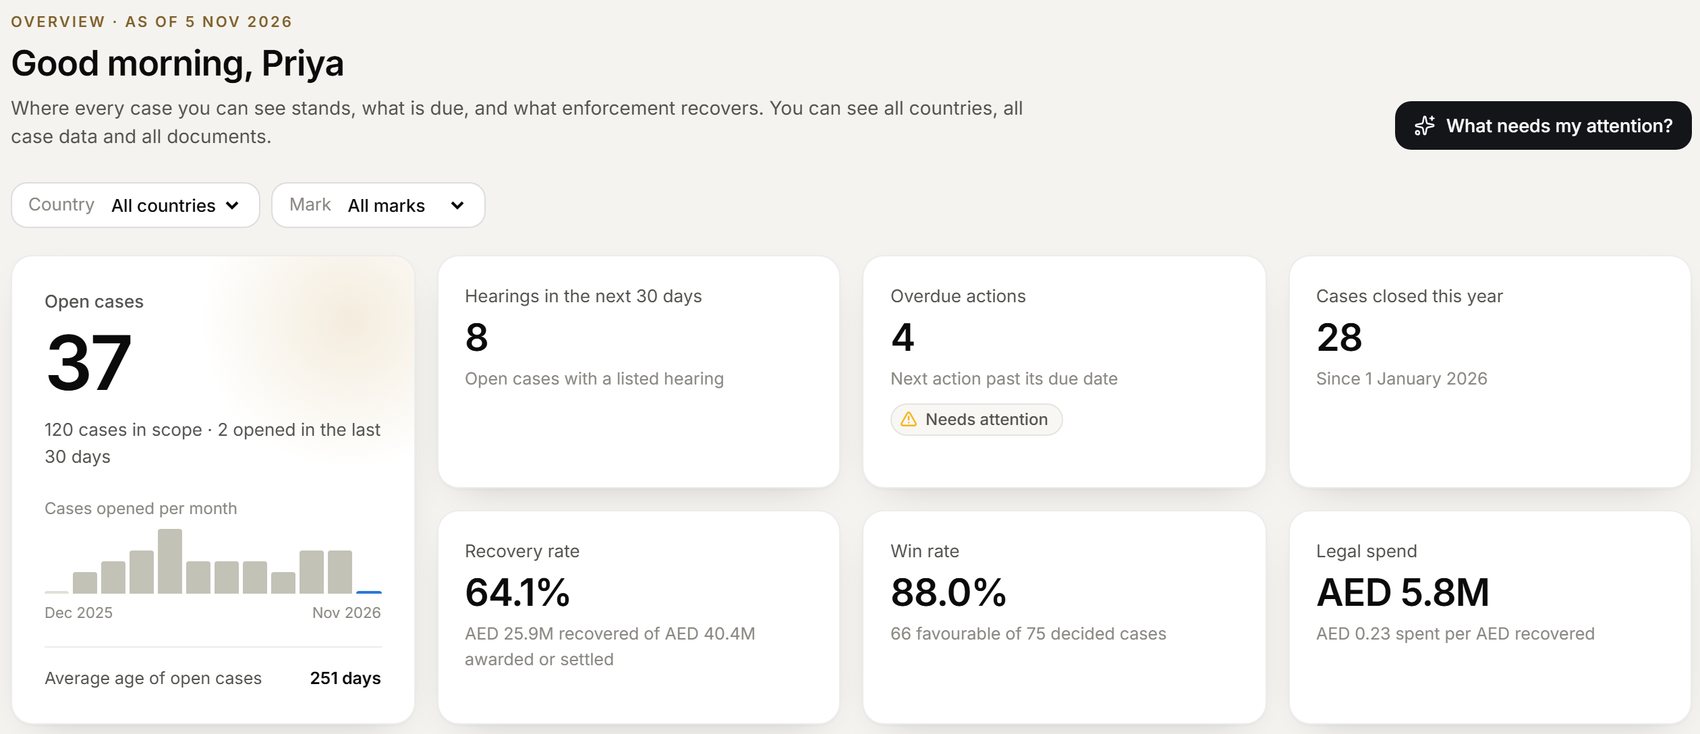 OVERVIEW · AS OF 5 NOV 2026
Good morning, Priya
Where every case you can see stands, what is due, and what enforcement recovers. You can see all countries, all
case data and all documents.
What needs my attention?
Country All countries
Mark All marks
Open cases
37
120 cases in scope · 2 opened in the last
30 days
Cases opened per month
Dec 2025
Nov 2026
Average age of open cases 251 days
Hearings in the next 30 days
8
Open cases with a listed hearing
Overdue actions
4
Next action past its due date
Needs attention
Cases closed this year
28
Since 1 January 2026
Recovery rate
64.1%
AED 25.9M recovered of AED 40.4M
awarded or settled
Win rate
88.0%
66 favourable of 75 decided cases
Legal spend
AED 5.8M
AED 0.23 spent per AED recovered